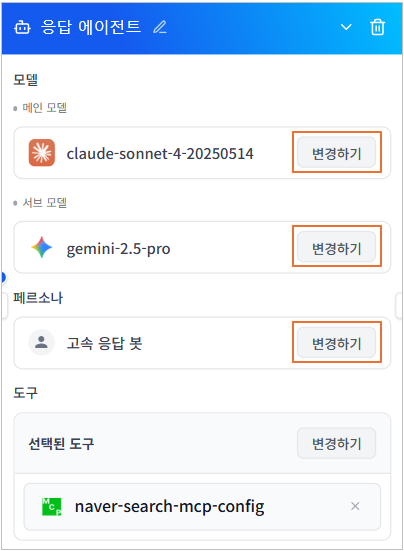 응답 에이전트
모델
메인 모델
claude-sonnet-4-20250514 변경하기
서브 모델
gemini-2.5-pro 변경하기
페르소나
고속 응답 봇 변경하기
도구
선택된 도구 변경하기
MCP naver-search-mcp-config